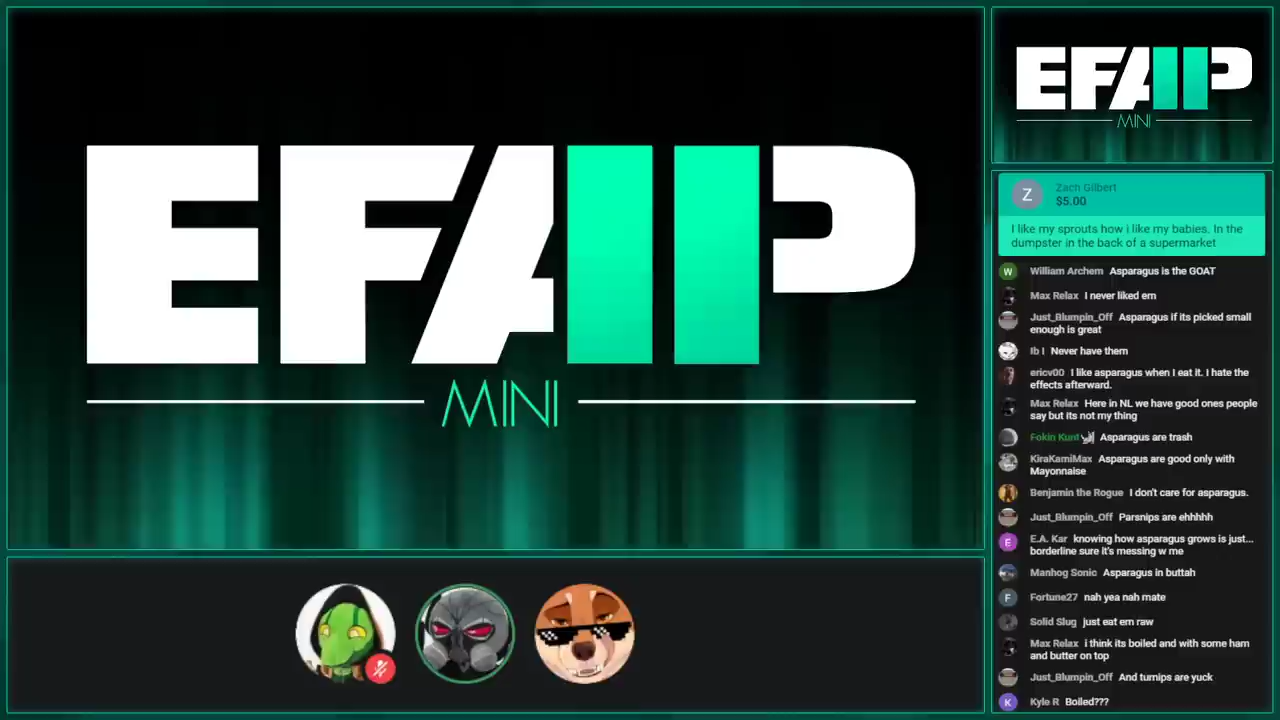 EFAP
MINI
EFAP
MINI
Z
Zach Gilbert
$5.00
I like my sprouts how i like my babies. In the
dumpster in the back of a supermarket
W William Archem Asparagus is the GOAT
Max Relax I never liked em
Just_Blumpin_Off Asparagus if its picked small
enough is great
Ib I Never have them
ericv00 I like asparagus when I eat it. I hate the
effects afterward.
Max Relax Here in NL we have good ones people
say but its not my thing
Fokin Kunt Asparagus are trash
KiraKamiMax Asparagus are good only with
Mayonnaise
Benjamin the Rogue I don't care for asparagus.
Just_Blumpin_Off Parsnips are ehhhhh
E E.A. Kar knowing how asparagus grows is just...
borderline sure it's messing w me
Manhog Sonic Asparagus in buttah
F Fortune27 nah yea nah mate
Solid Slug just eat em raw
Max Relax i think its boiled and with some ham
and butter on top
Just_Blumpin_Off And turnips are yuck
K Kyle R Boiled???